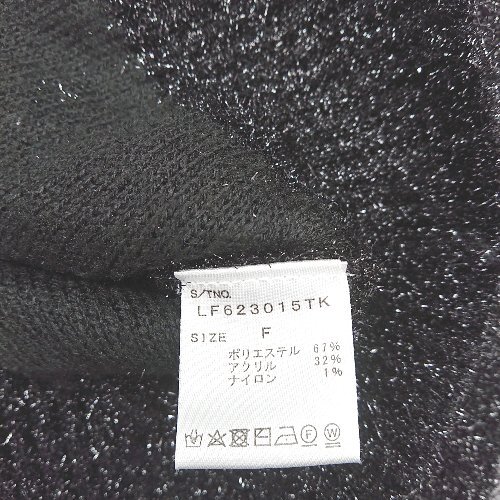 S/TNO.
LF623015TK
SIZE F
ポリエステル 67%
アクリル 32%
ナイロン 1%
F W